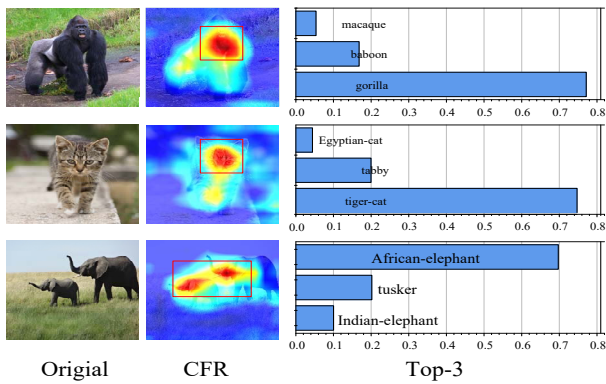 macaque
baboon
gorilla
0.0 0.1 0.2 0.3 0.4 0.5 0.6 0.7 0.8
Egyptian-cat
tabby
tiger-cat
0.0 0.1 0.2 0.3 0.4 0.5 0.6 0.7 0.8
African-elephant
tusker
Indian-elephant
0.0 0.1 0.2 0.3 0.4 0.5 0.6 0.7 0.8
Origial CFR Top-3